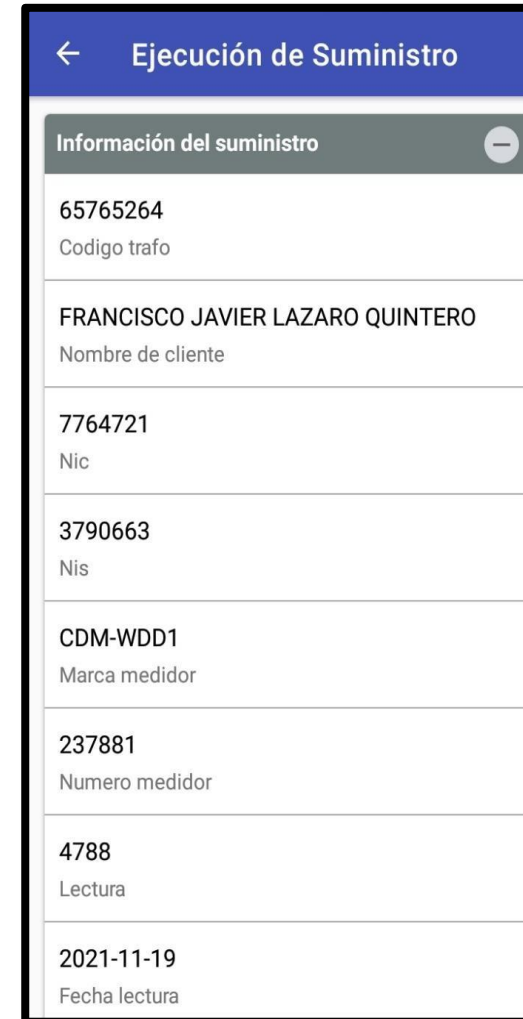 Ejecución de Suministro
Información del suministro
65765264
Codigo trafo
FRANCISCO JAVIER LAZARO QUINTERO
Nombre de cliente
7764721
Nic
3790663
Nis
CDM-WDD1
Marca medidor
237881
Numero medidor
4788
Lectura
2021-11-19
Fecha lectura